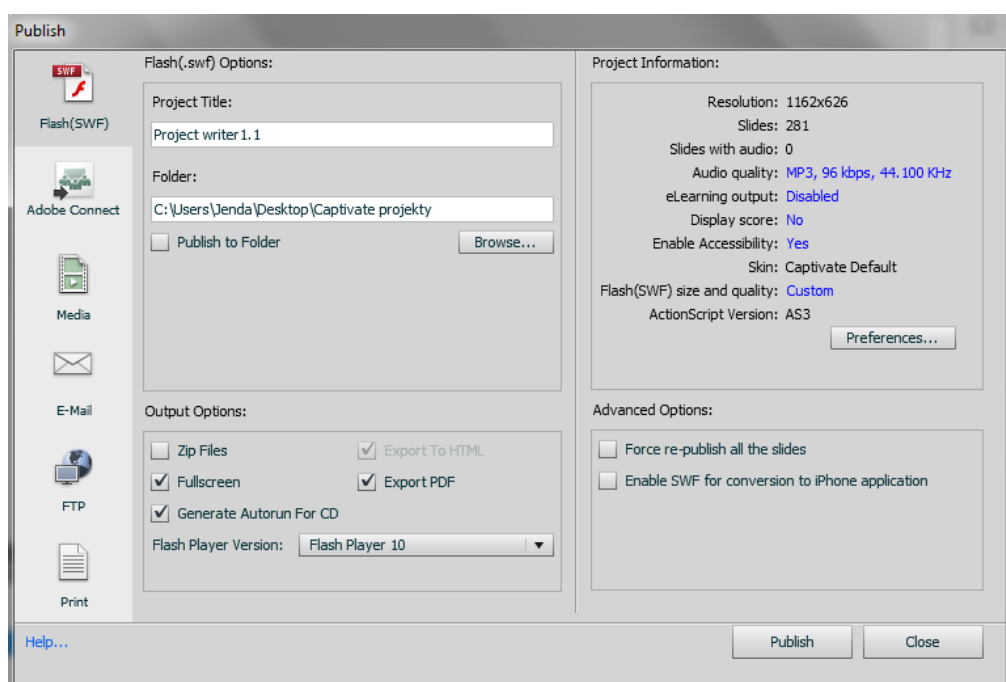 Publish
SWF
Flash(SWF)
Adobe Connect
Media
E-Mail
FTP
Print
Flash(.swf) Options:
Project Title:
Project writer1.1
Folder:
C:\Users\Jenda\Desktop\Captivate projekty
Publish to Folder
Browse...
Output Options:
Zip Files
Export To HTML
Fullscreen
Export PDF
Generate Autorun For CD
Flash Player Version: Flash Player 10
Project Information:
Resolution: 1162x626
Slides: 281
Slides with audio: 0
Audio quality: MP3, 96 kbps, 44.100 KHz
eLearning output: Disabled
Display score: No
Enable Accessibility: Yes
Skin: Captivate Default
Flash(SWF) size and quality: Custom
ActionScript Version: AS3
Preferences...
Advanced Options:
Force re-publish all the slides
Enable SWF for conversion to iPhone application
Help...
Publish
Close